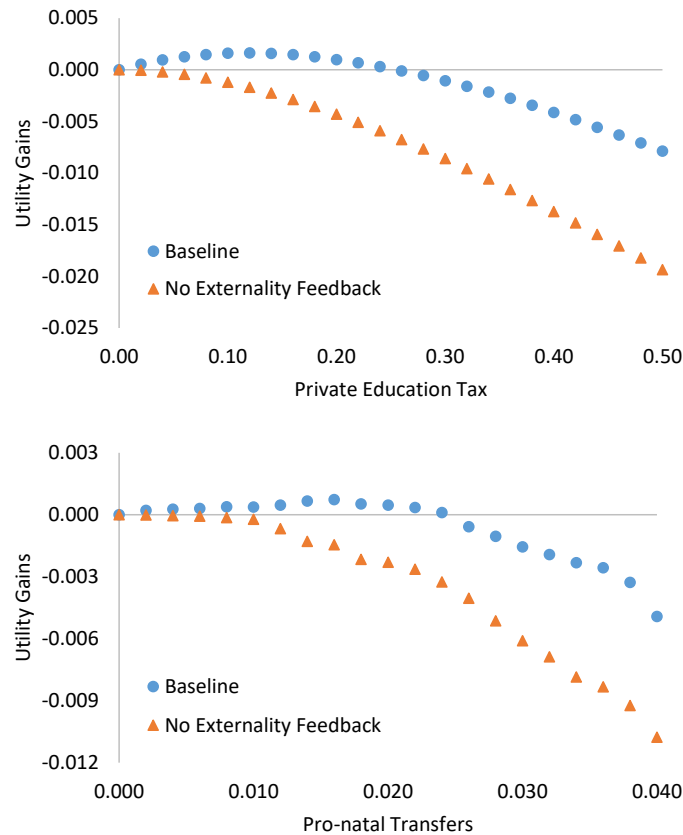 0.005
0.000
-0.005
-0.010
-0.015
-0.020
-0.025
Utility Gains
Baseline
No Externality Feedback
0.00 0.10 0.20 0.30 0.40 0.50
Private Education Tax
0.003
0.000
-0.003
-0.006
-0.009
-0.012
Utility Gains
Baseline
No Externality Feedback
0.000 0.010 0.020 0.030 0.040
Pro-natal Transfers